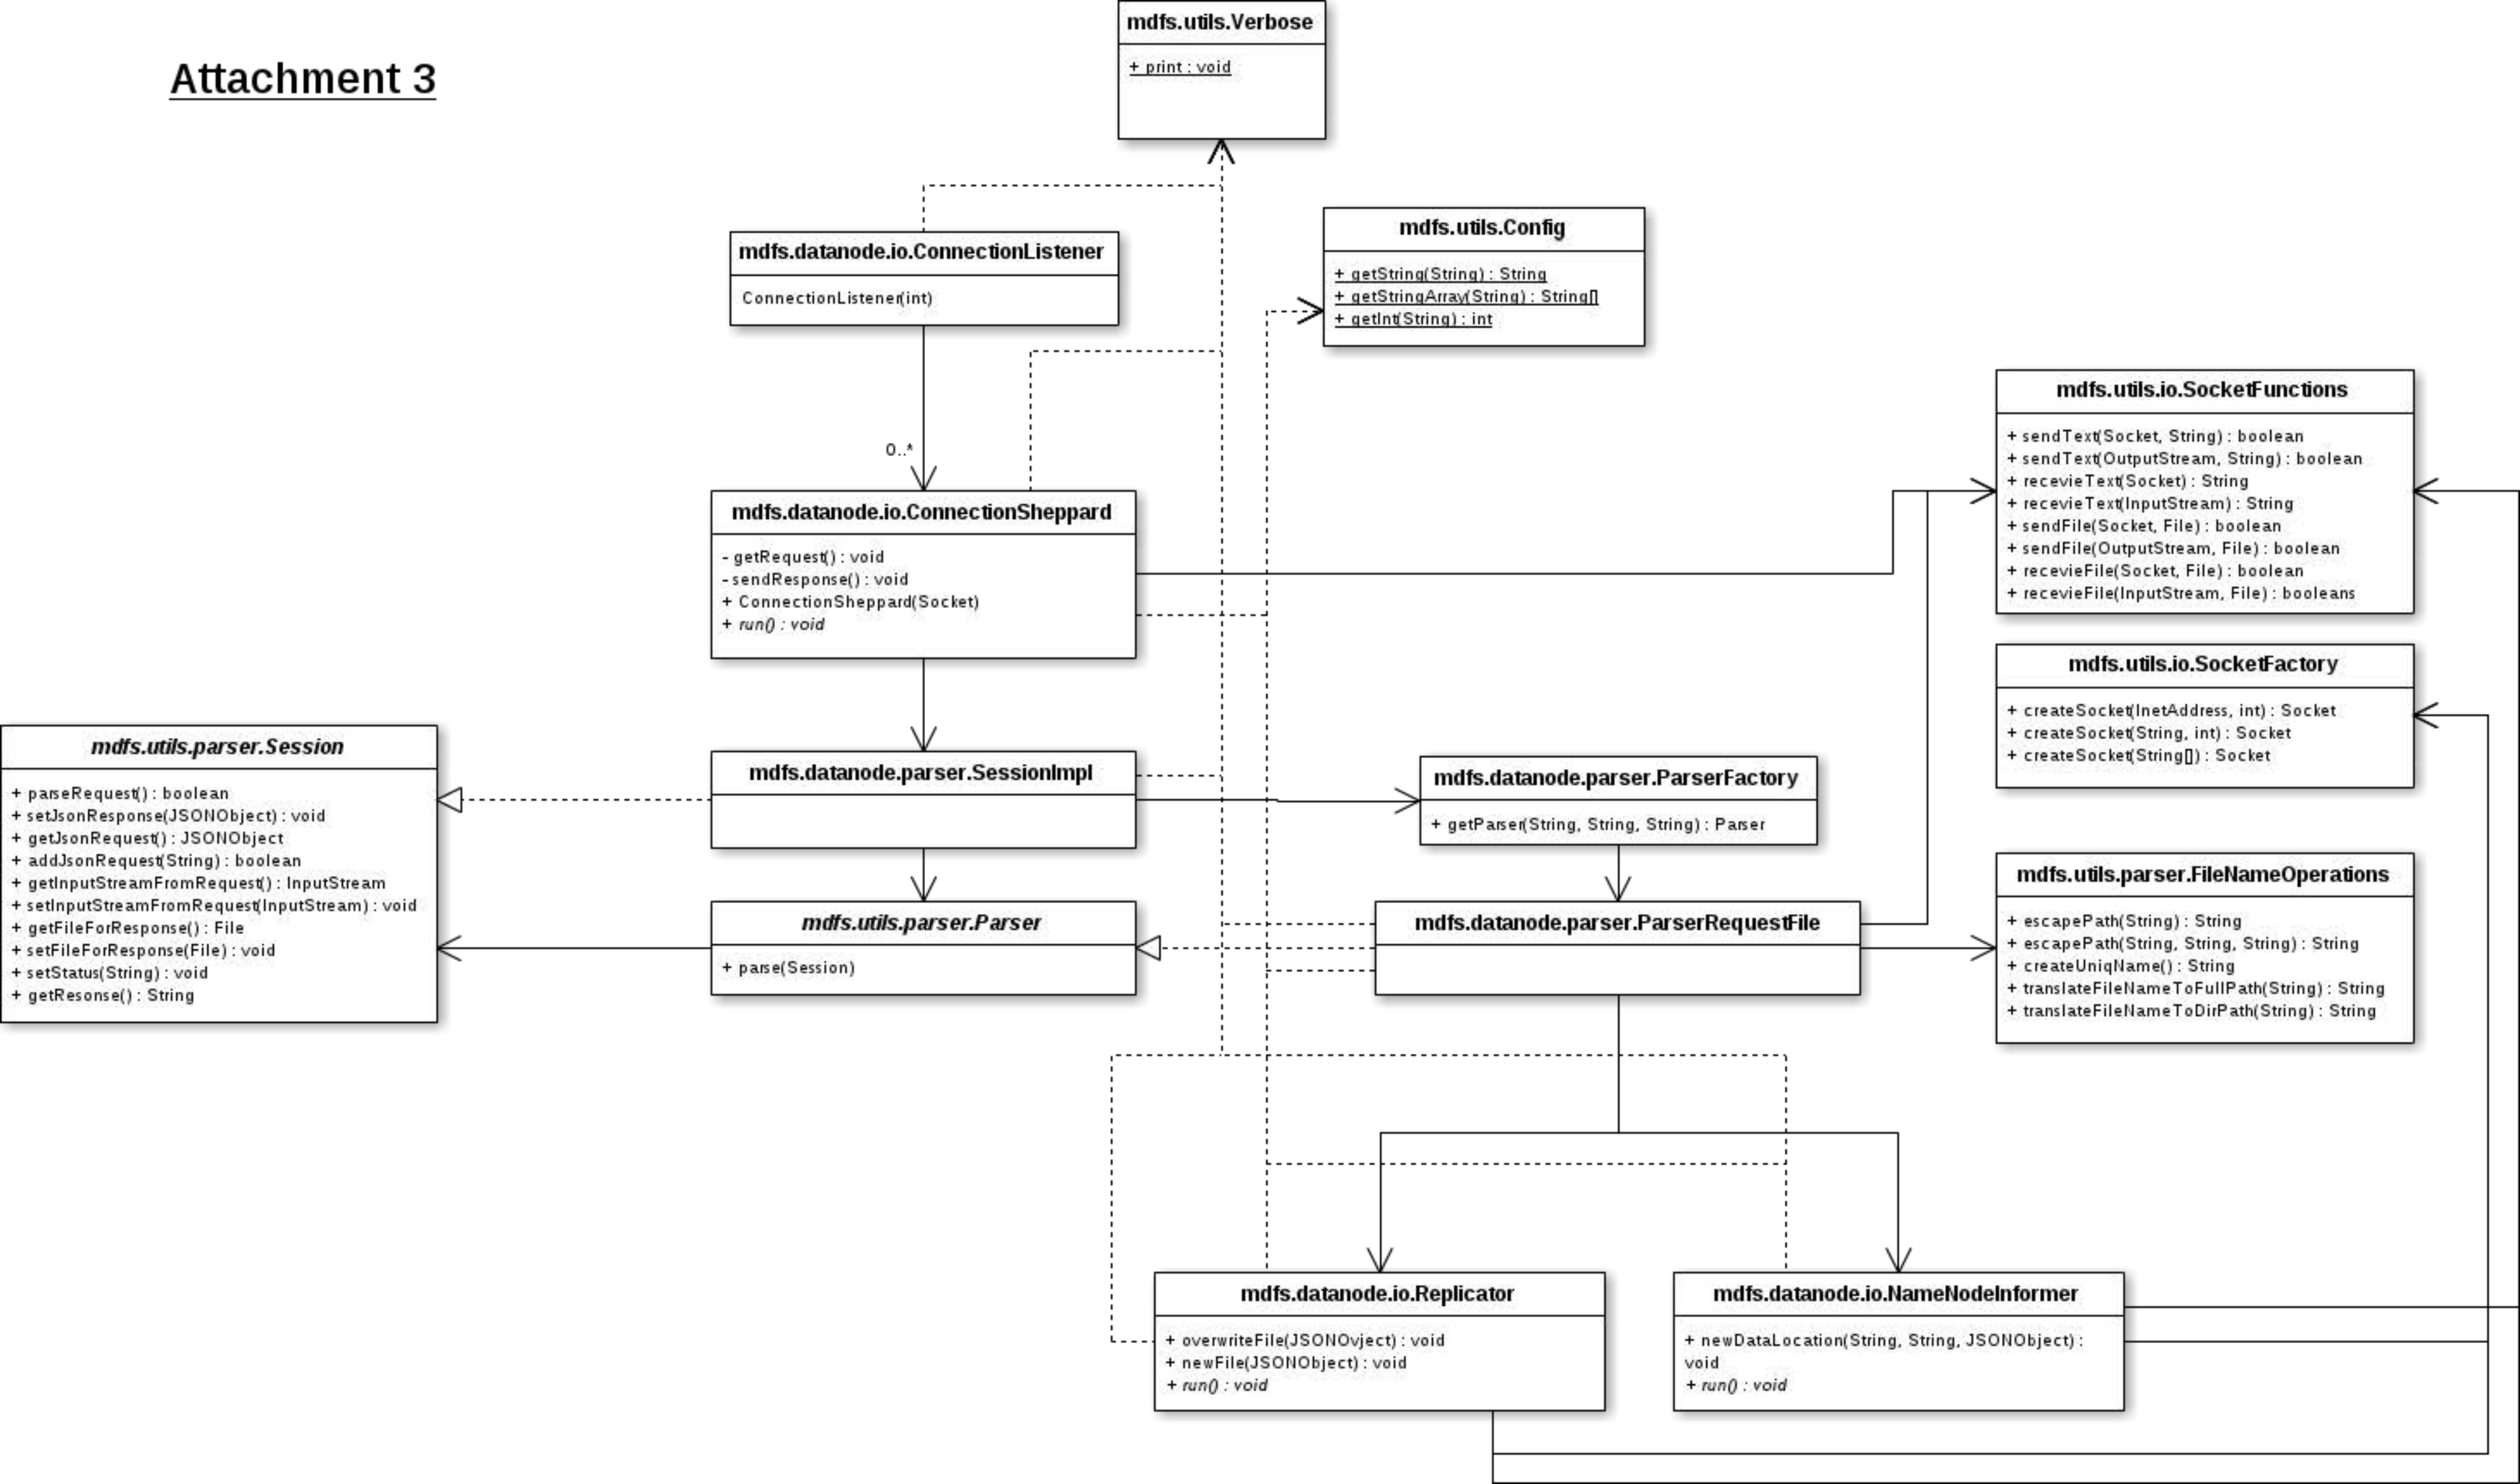 Attachment 3
mdfs.utils.Verbose
+ print : void
mdfs.datanode.io.ConnectionListener
ConnectionListener(int)
mdfs.utils.Config
+ getString(String) : String
+ getStringArray(String) : String[]
+ getInt(String) : int
0..*
mdfs.datanode.io.ConnectionSheppard
- getRequest() : void
- sendResponse() : void
+ ConnectionSheppard(Socket)
+ run() : void
mdfs.utils.io.SocketFunctions
+ sendText(Socket, String) : boolean
+ sendText(OutputStream, String) : boolean
+ recevieText(Socket) : String
+ recevieText(InputStream) : String
+ sendFile(Socket, File) : boolean
+ sendFile(OutputStream, File) : boolean
+ recevieFile(Socket, File) : boolean
+ recevieFile(InputStream, File) : booleans
mdfs.utils.io.SocketFactory
+ createSocket(InetAddress, int) : Socket
+ createSocket(String, int) : Socket
+ createSocket(String[]) : Socket
mdfs.utils.parser.Session
+ parseRequest() : boolean
+ setJsonResponse(JSONObject) : void
+ getJsonRequest() : JSONObject
+ addJsonRequest(String) : boolean
+ getInputStreamFromRequest() : InputStream
+ setInputStreamFromRequest(InputStream) : void
+ getFileForResponse() : File
+ setFileForResponse(File) : void
+ setStatus(String) : void
+ getResonse() : String
mdfs.datanode.parser.SessionImpl
mdfs.datanode.parser.ParserFactory
+ getParser(String, String, String) : Parser
mdfs.utils.parser.Parser
+ parse(Session)
mdfs.datanode.parser.ParserRequestFile
mdfs.utils.parser.FileNameOperations
+ escapePath(String) : String
+ escapePath(String, String, String) : String
+ createUniqName() : String
+ translateFileNameToFullPath(String) : String
+ translateFileNameToDirPath(String) : String
mdfs.datanode.io.Replicator
+ overwriteFile(JSONOvject) : void
+ newFile(JSONObject) : void
+ run() : void
mdfs.datanode.io.NameNodeInformer
+ newDataLocation(String, String, JSONObject) :
void
+ run() : void